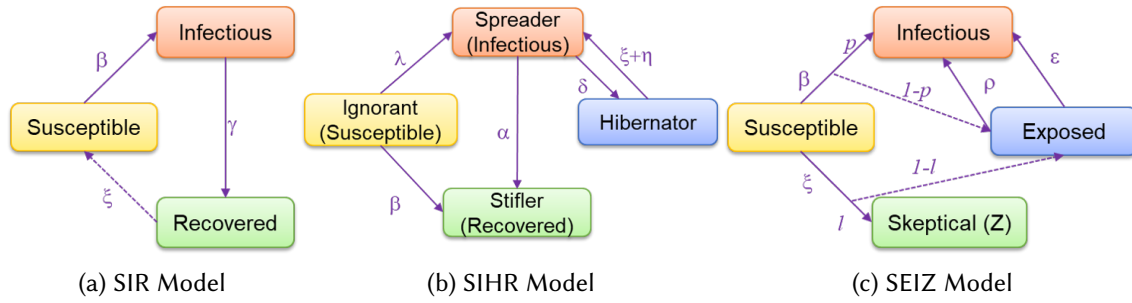 Infectious
β
Susceptible
γ
ξ
Recovered
(a) SIR Model
Spreader
(Infectious)
λ
ξ+η
δ
Ignorant
(Susceptible)
Hibernator
α
β
Stifler
(Recovered)
(b) SIHR Model
Infectious
p
ε
β
ρ
1-p
Susceptible
Exposed
ξ
1-l
l
Skeptical (Z)
(c) SEIZ Model